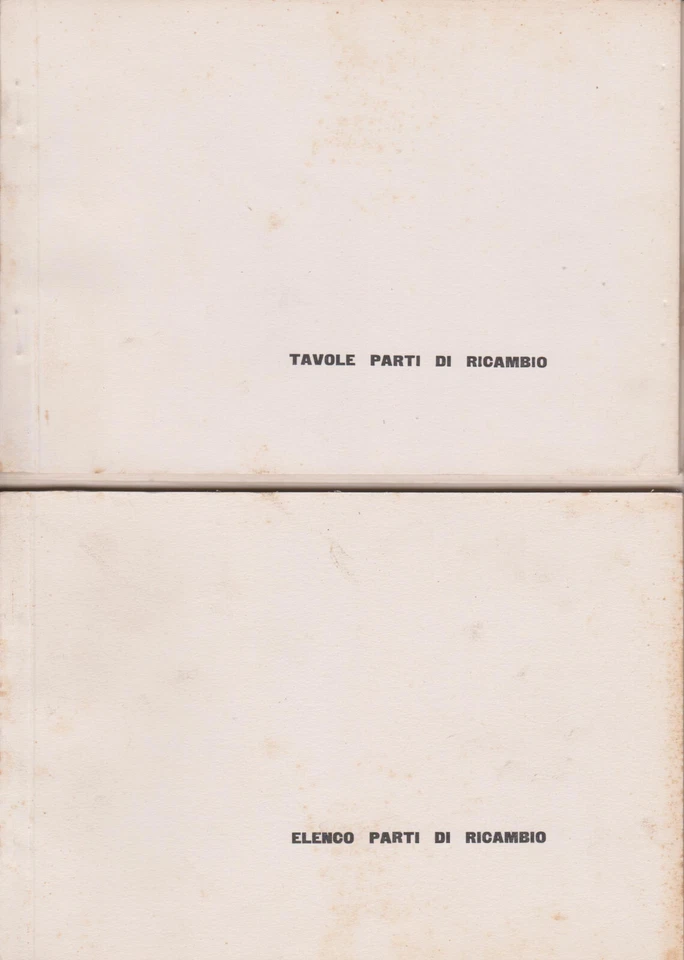 TAVOLE PARTI DI RICAMBIO
ELENCO PARTI DI RICAMBIO